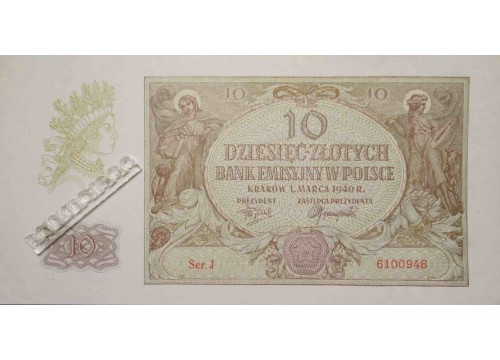 10
10
10
DZIESIĘĆ ZŁOTYCH
BANK EMISYJNY W POLSCE
KRAKÓW 1. MARCA 1940 R.
PREZYDENT ZASTĘPCA PREZYDENTA
Ser. J 6100948
10